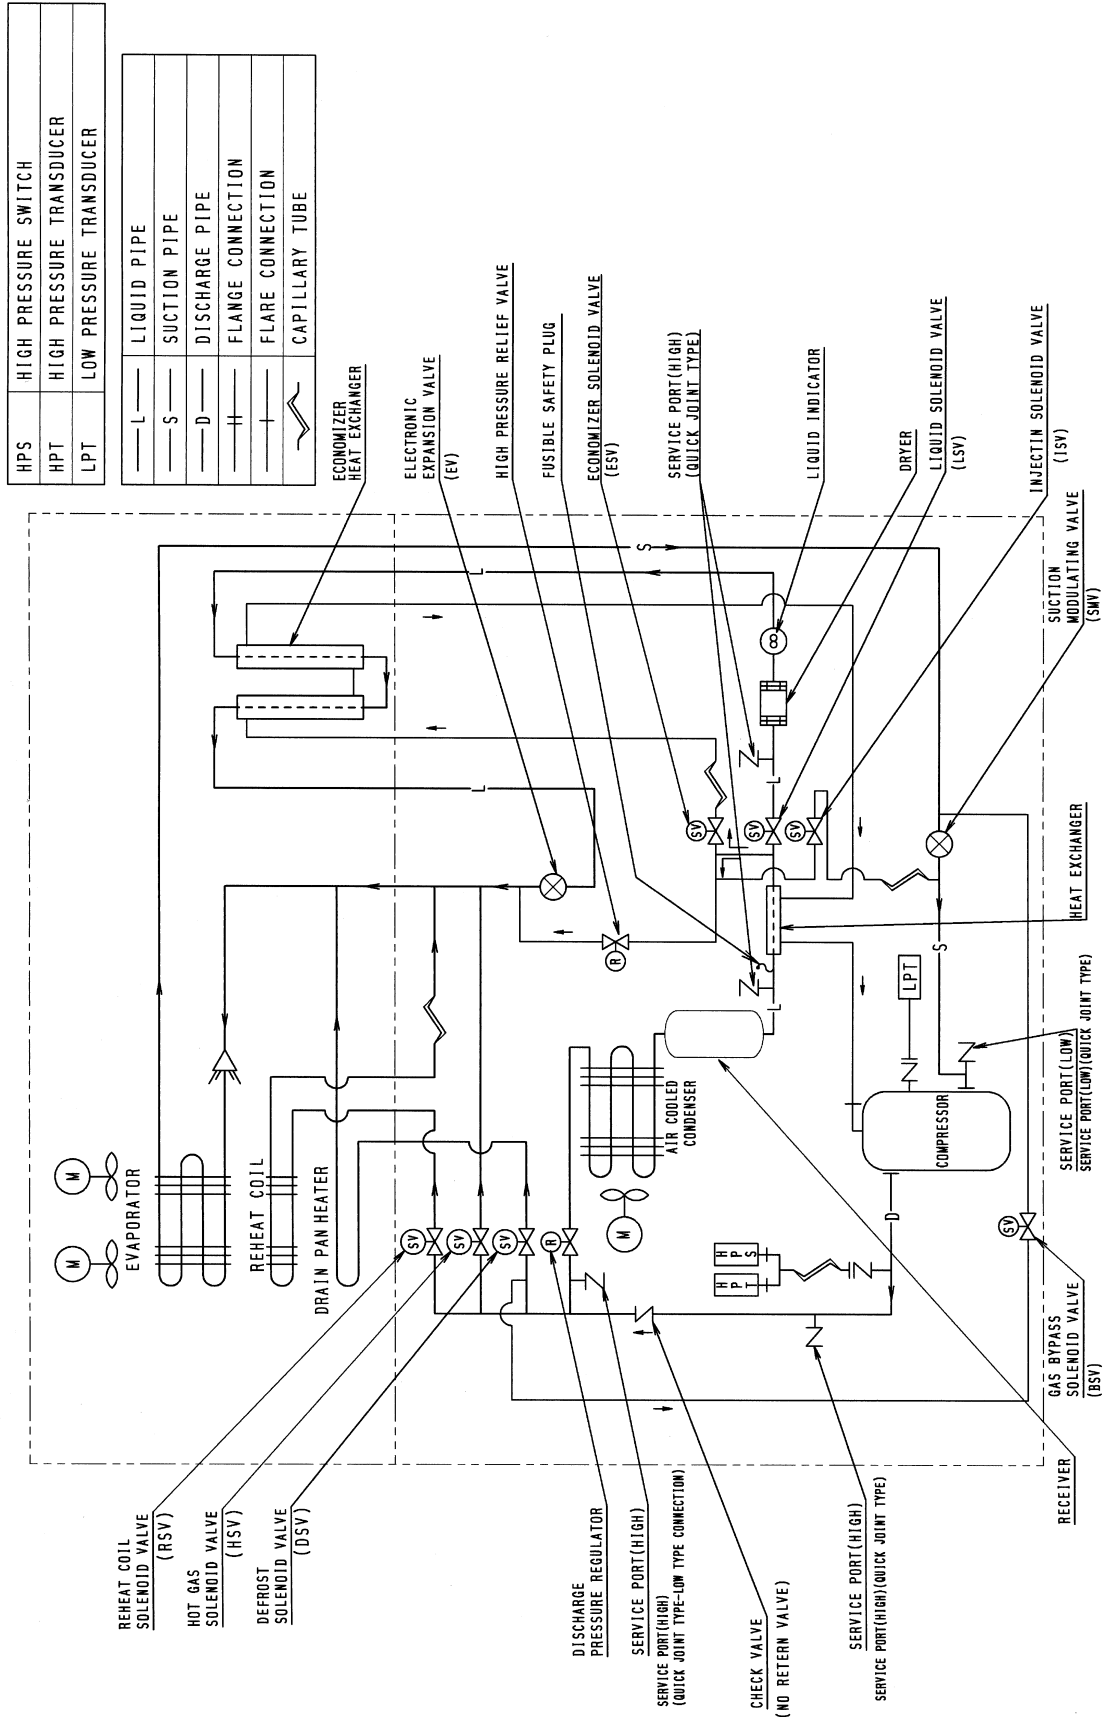 HPS HIGH PRESSURE SWITCH
HPT HIGH PRESSURE TRANSDUCER
LPT LOW PRESSURE TRANSDUCER
L LIQUID PIPE
S SUCTION PIPE
D DISCHARGE PIPE
FLANGE CONNECTION
FLARE CONNECTION
CAPILLARY TUBE
ECONOMIZER
HEAT EXCHANGER
ELECTRONIC
EXPANSION VALVE
(EV)
HIGH PRESSURE RELIEF VALVE
FUSIBLE SAFETY PLUG
ECONOMIZER SOLENOID VALVE
(ESV)
SERVICE PORT(HIGH)
(QUICK JOINT TYPE)
LIQUID INDICATOR
DRYER
LIQUID SOLENOID VALVE
(LSV)
INJECTIN SOLENOID VALVE
(ISV)
SUCTION
MODULATING VALVE
(SMV)
HEAT EXCHANGER
SERVICE PORT(LOW)
SERVICE PORT(LOW)(QUICK JOINT TYPE)
GAS BYPASS
SOLENOID VALVE
(BSV)
RECEIVER
SERVICE PORT(HIGH)
SERVICE PORT(HIGH)(QUICK JOINT TYPE)
CHECK VALVE
(NO RETERN VALVE)
SERVICE PORT(HIGH)
SERVICE PORT(HIGH)
(QUICK JOINT TYPE-LOW TYPE CONNECTION)
DISCHARGE
PRESSURE REGULATOR
DEFROST
SOLENOID VALVE
(DSV)
HOT GAS
SOLENOID VALVE
(HSV)
REHEAT COIL
SOLENOID VALVE
(RSV)
M
M
EVAPORATOR
REHEAT COIL
DRAIN PAN HEATER
SV
SV
SV
R
M
AIR COOLED
CONDENSER
HPT
HPS
D
COMPRESSOR
LPT
S
S
L
L
L
L
R
SV
SV
SV
SV